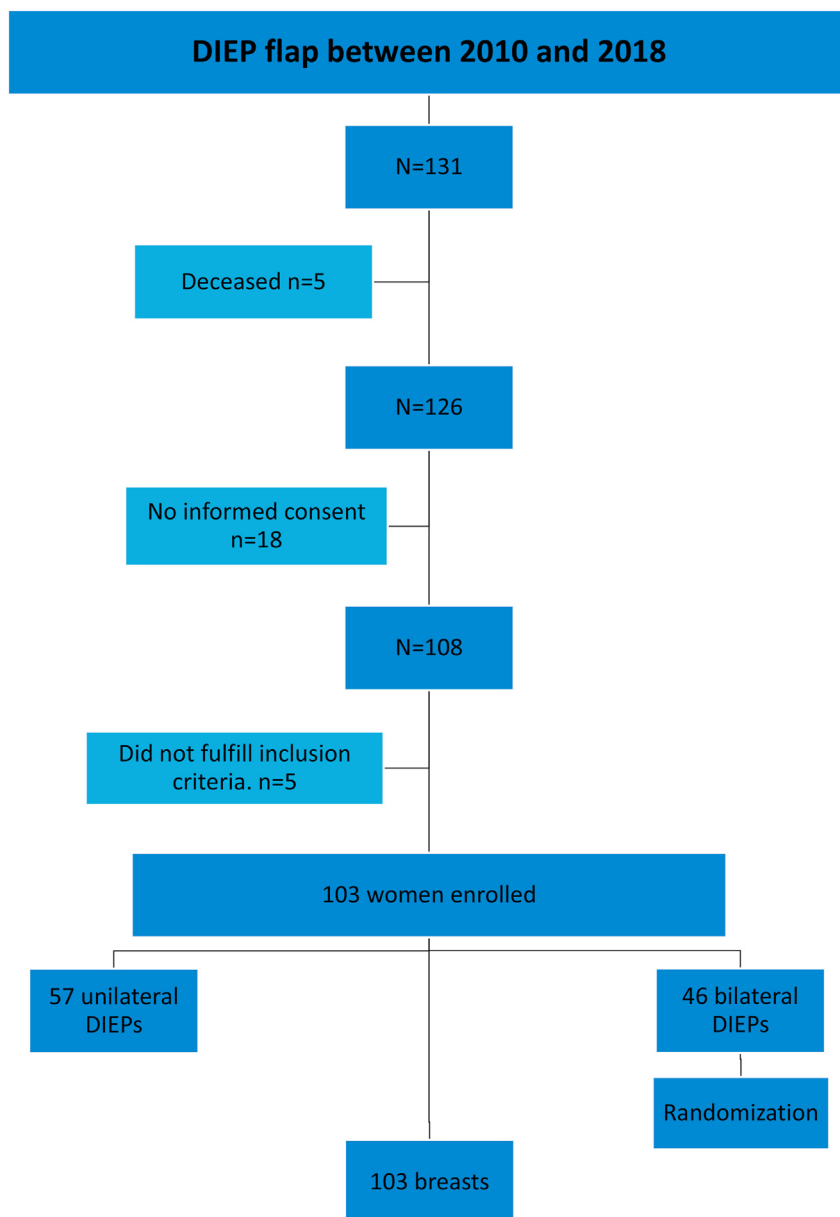 DIEP flap between 2010 and 2018
N=131
Deceased n=5
N=126
No informed consent
n=18
N=108
Did not fulfill inclusion
criteria. n=5
103 women enrolled
57 unilateral
DIEPs
46 bilateral
DIEPs
Randomization
103 breasts